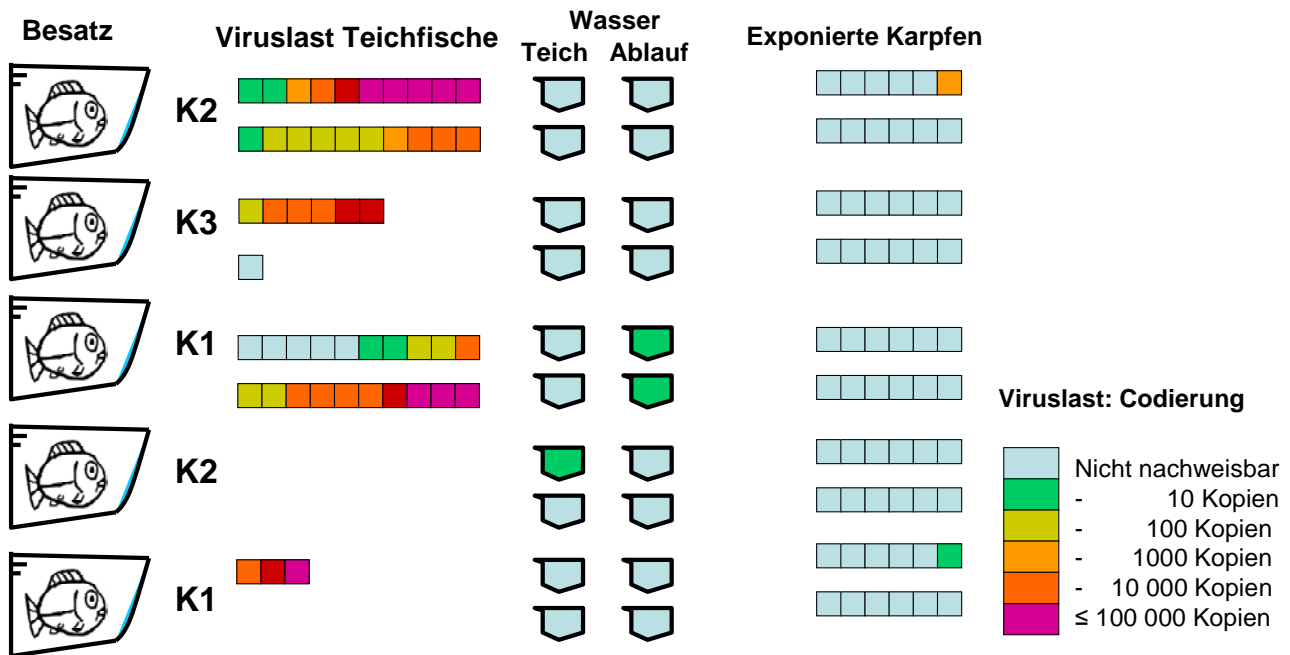 Besatz
Viruslast Teichfische
Wasser
Teich Ablauf
Exponierte Karpfen
K2
K3
K1
K2
K1
Viruslast: Codierung
Nicht nachweisbar
- 10 Kopien
- 100 Kopien
- 1000 Kopien
- 10 000 Kopien
≤ 100 000 Kopien